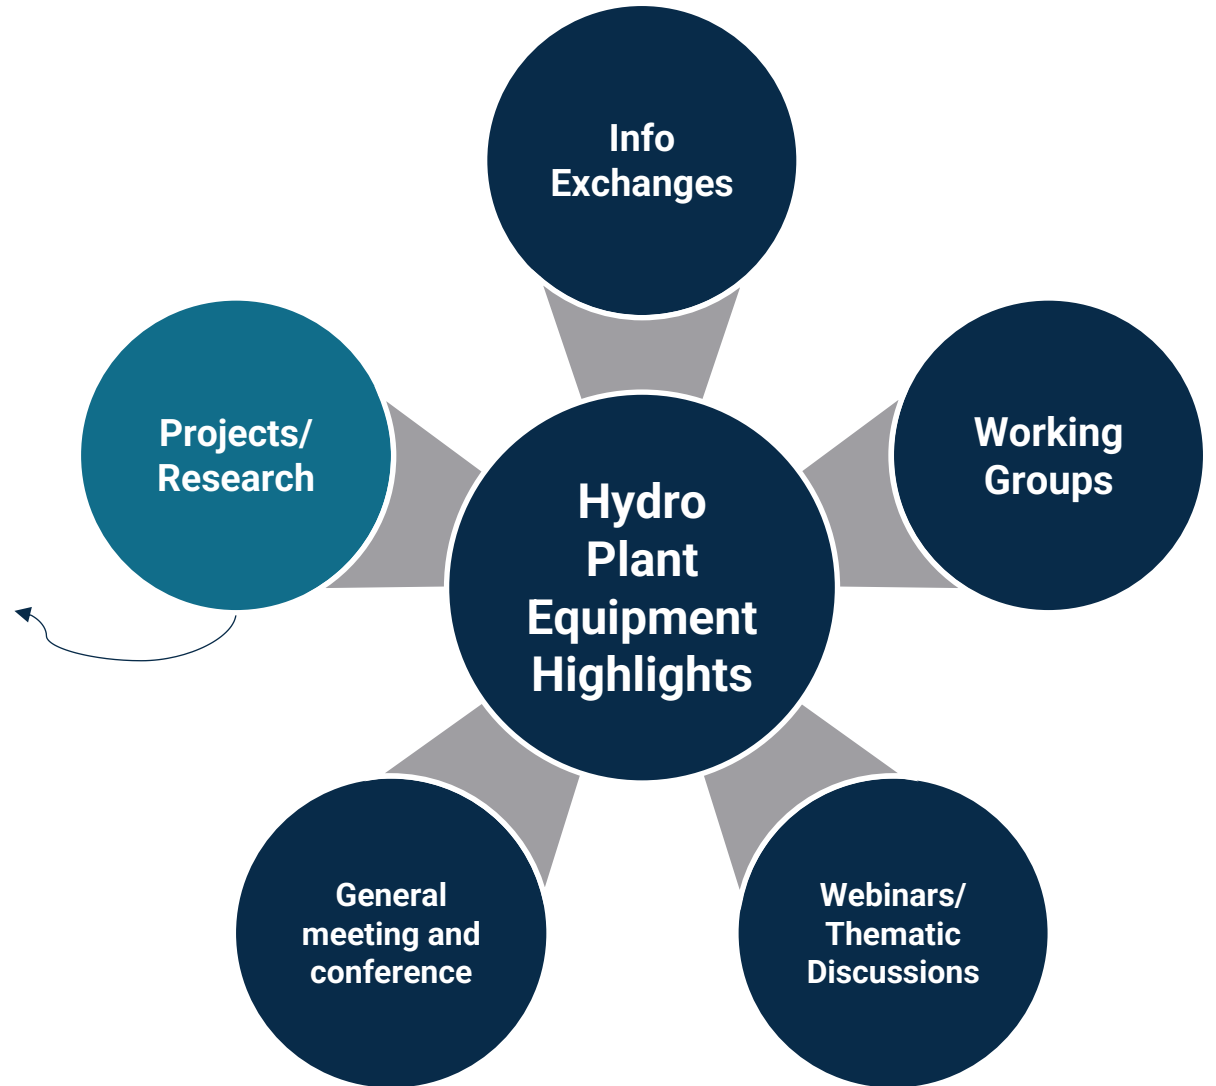 Info
Exchanges
Projects/
Research
Working
Groups
Hydro
Plant
Equipment
Highlights
General
meeting and
conference
Webinars/
Thematic
Discussions